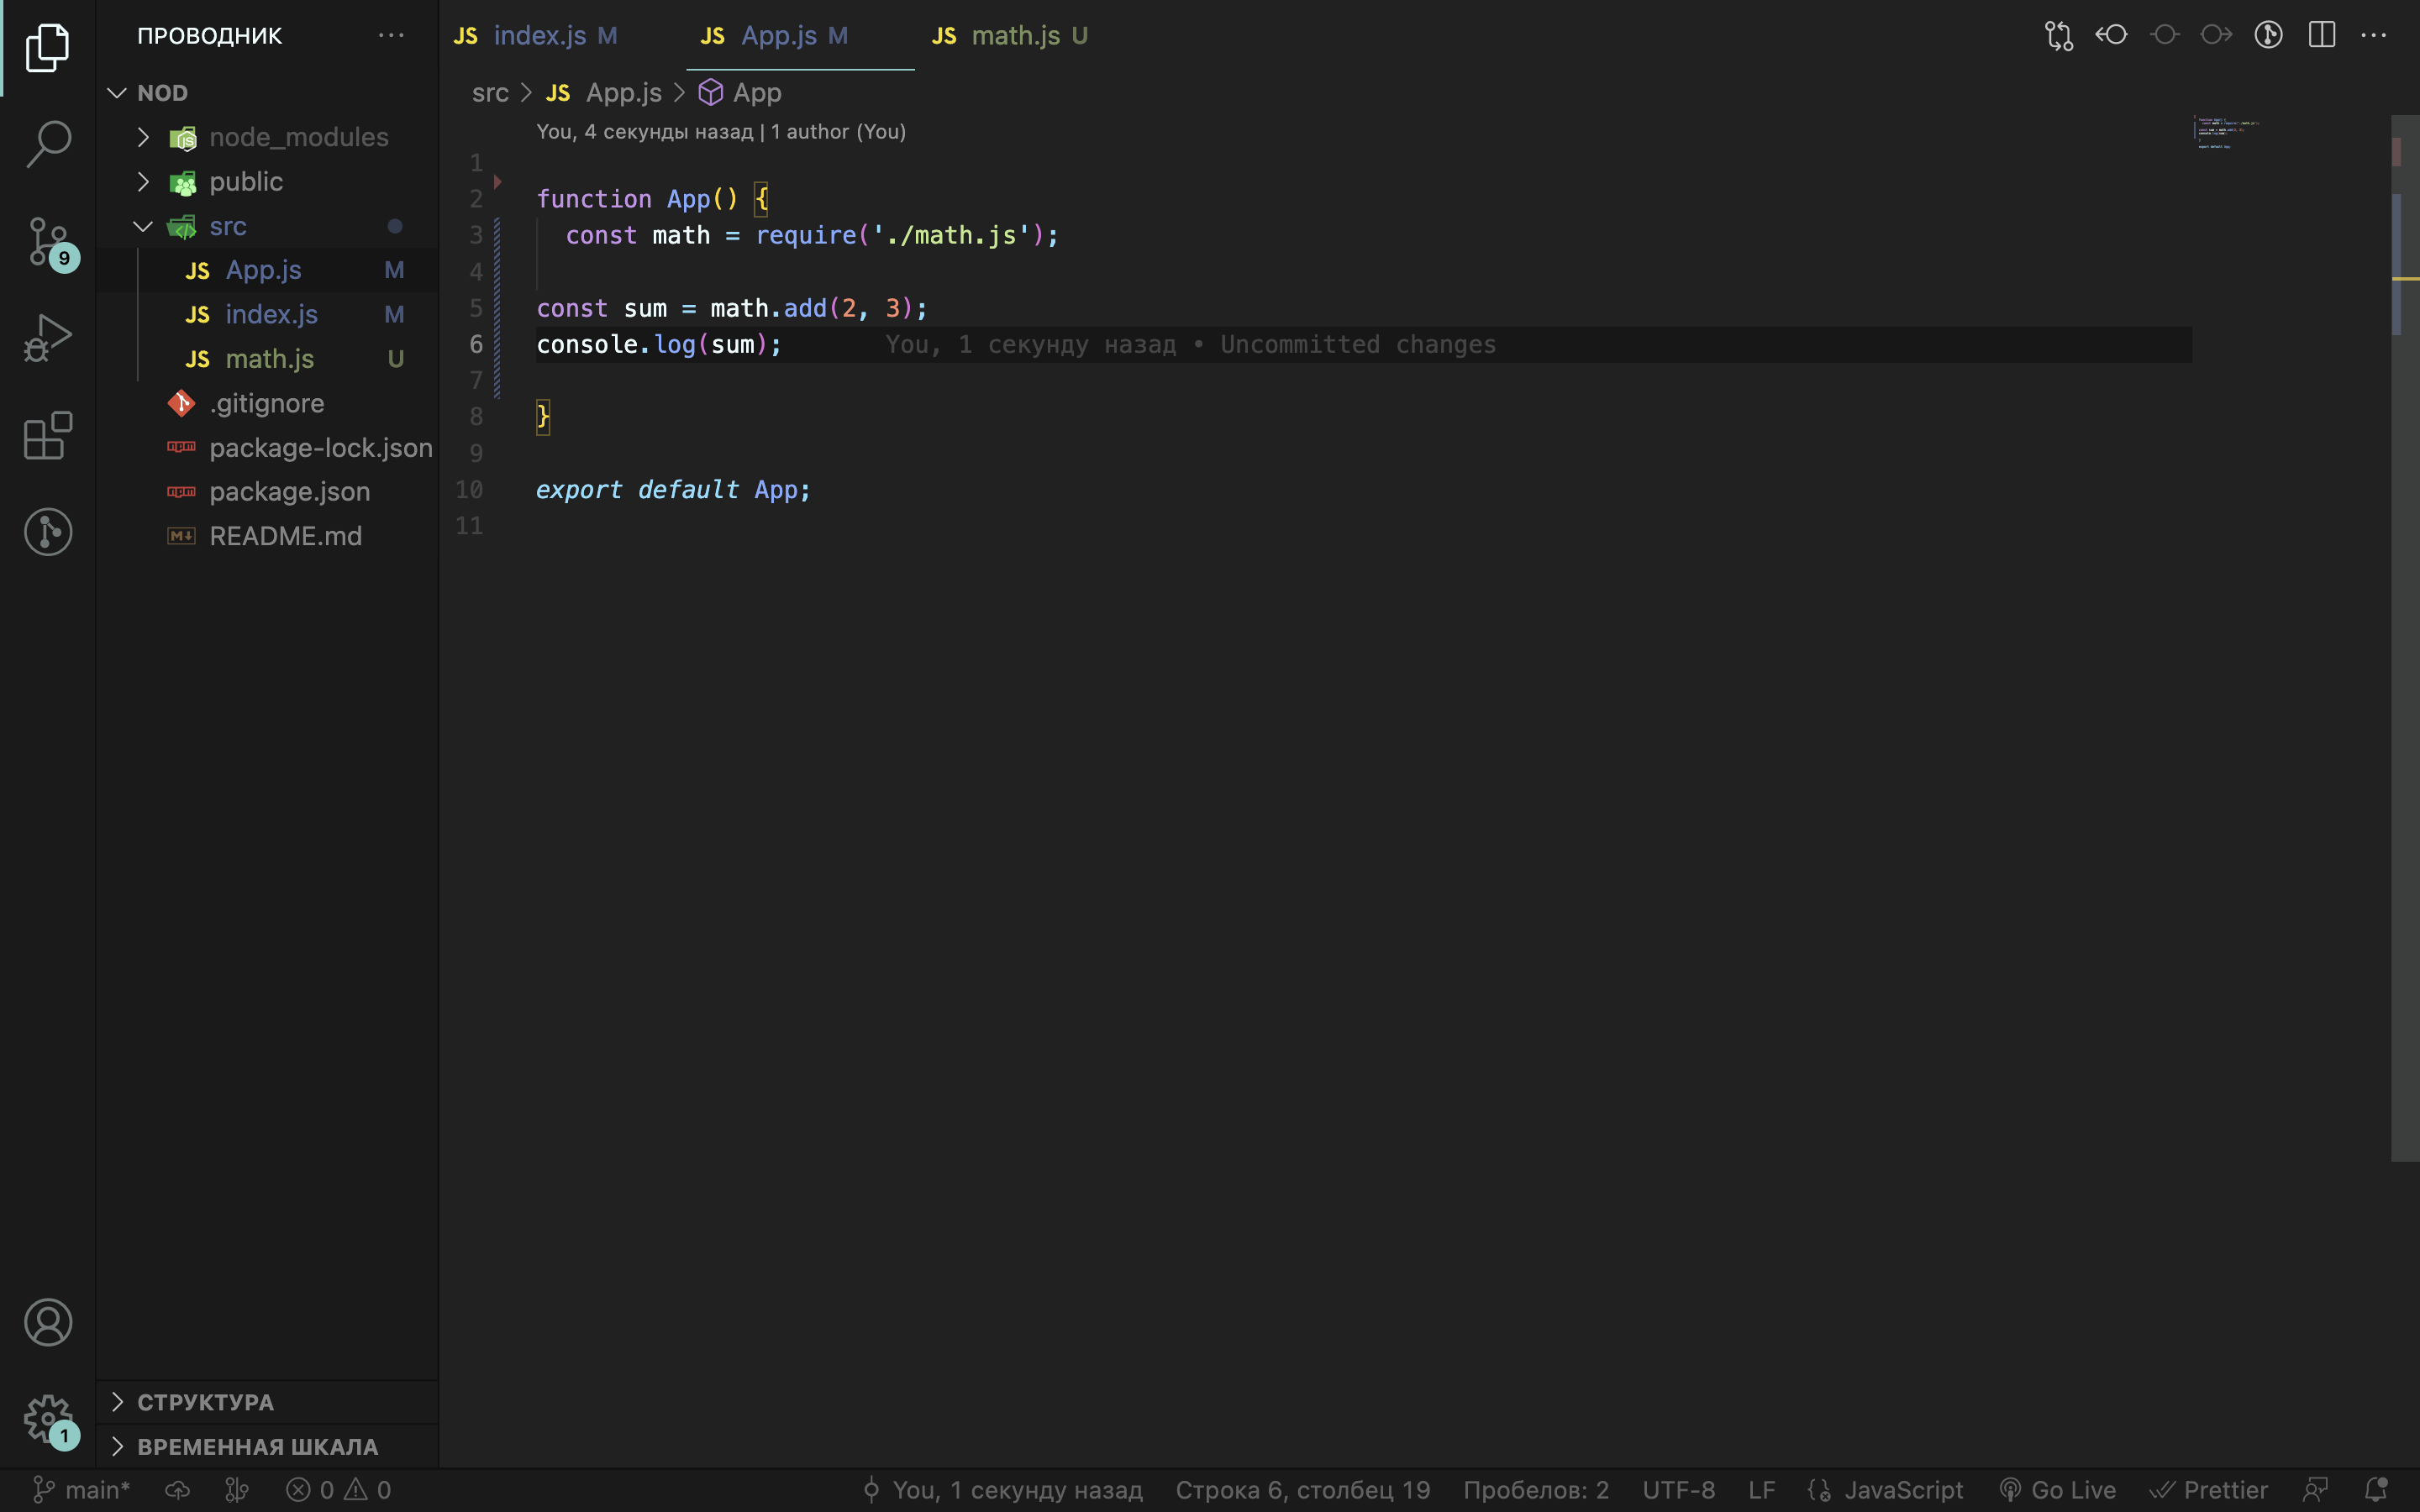 ПРОВОДНИК
NOD
node_modules
public
src
JS App.js M
JS index.js M
JS math.js U
.gitignore
package-lock.json
package.json
README.md
СТРУКТУРА
ВРЕМЕННАЯ ШКАЛА
9
1
JS index.js M JS App.js M JS math.js U
src > JS App.js > App
You, 4 секунды назад | 1 author (You)
1
2 function App() {
3 const math = require('./math.js');
4
5 const sum = math.add(2, 3);
6 console.log(sum); You, 1 секунду назад • Uncommitted changes
7
8 }
9
10 export default App;
11
main* 0 0 You, 1 секунду назад Строка 6, столбец 19 Пробелов: 2 UTF-8 LF JavaScript Go Live Prettier